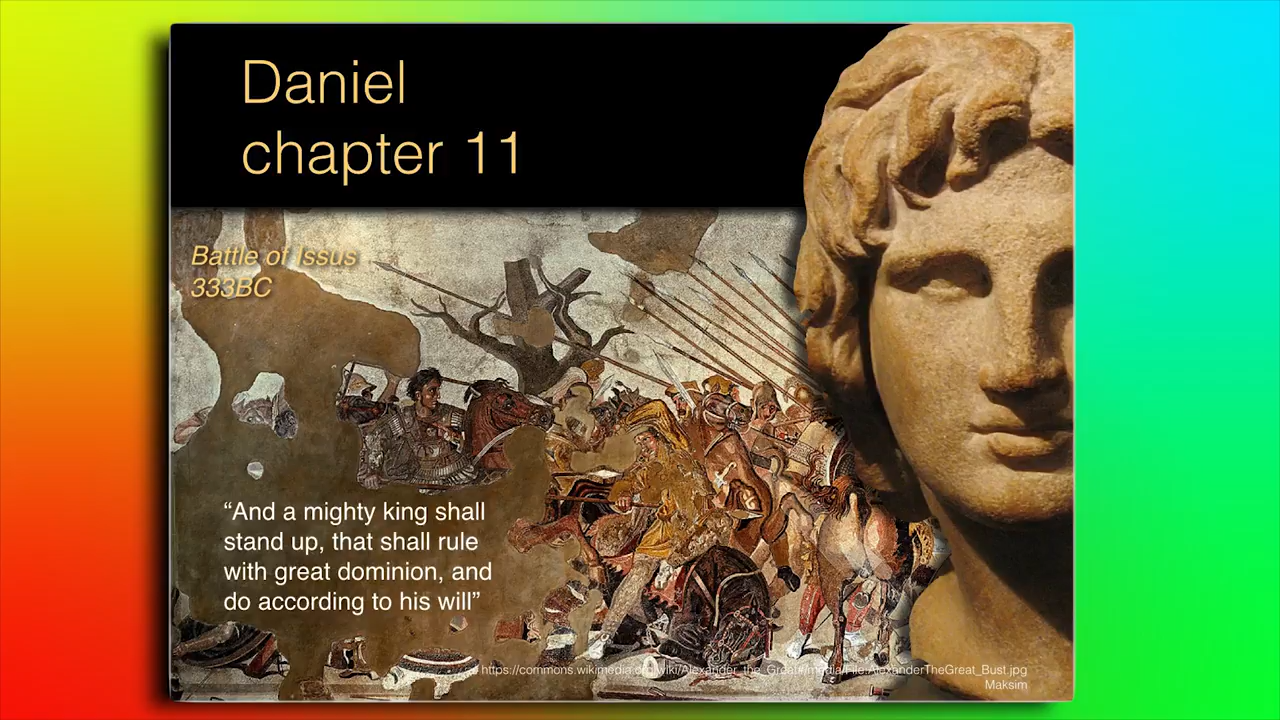 Daniel
chapter 11
Battle of Issus
333BC
“And a mighty king shall
stand up, that shall rule
with great dominion, and
do according to his will”
https://commons.wikimedia.org/wiki/Alexander_the_Great#/media/File:AlexanderTheGreat_Bust.jpg
Maksim